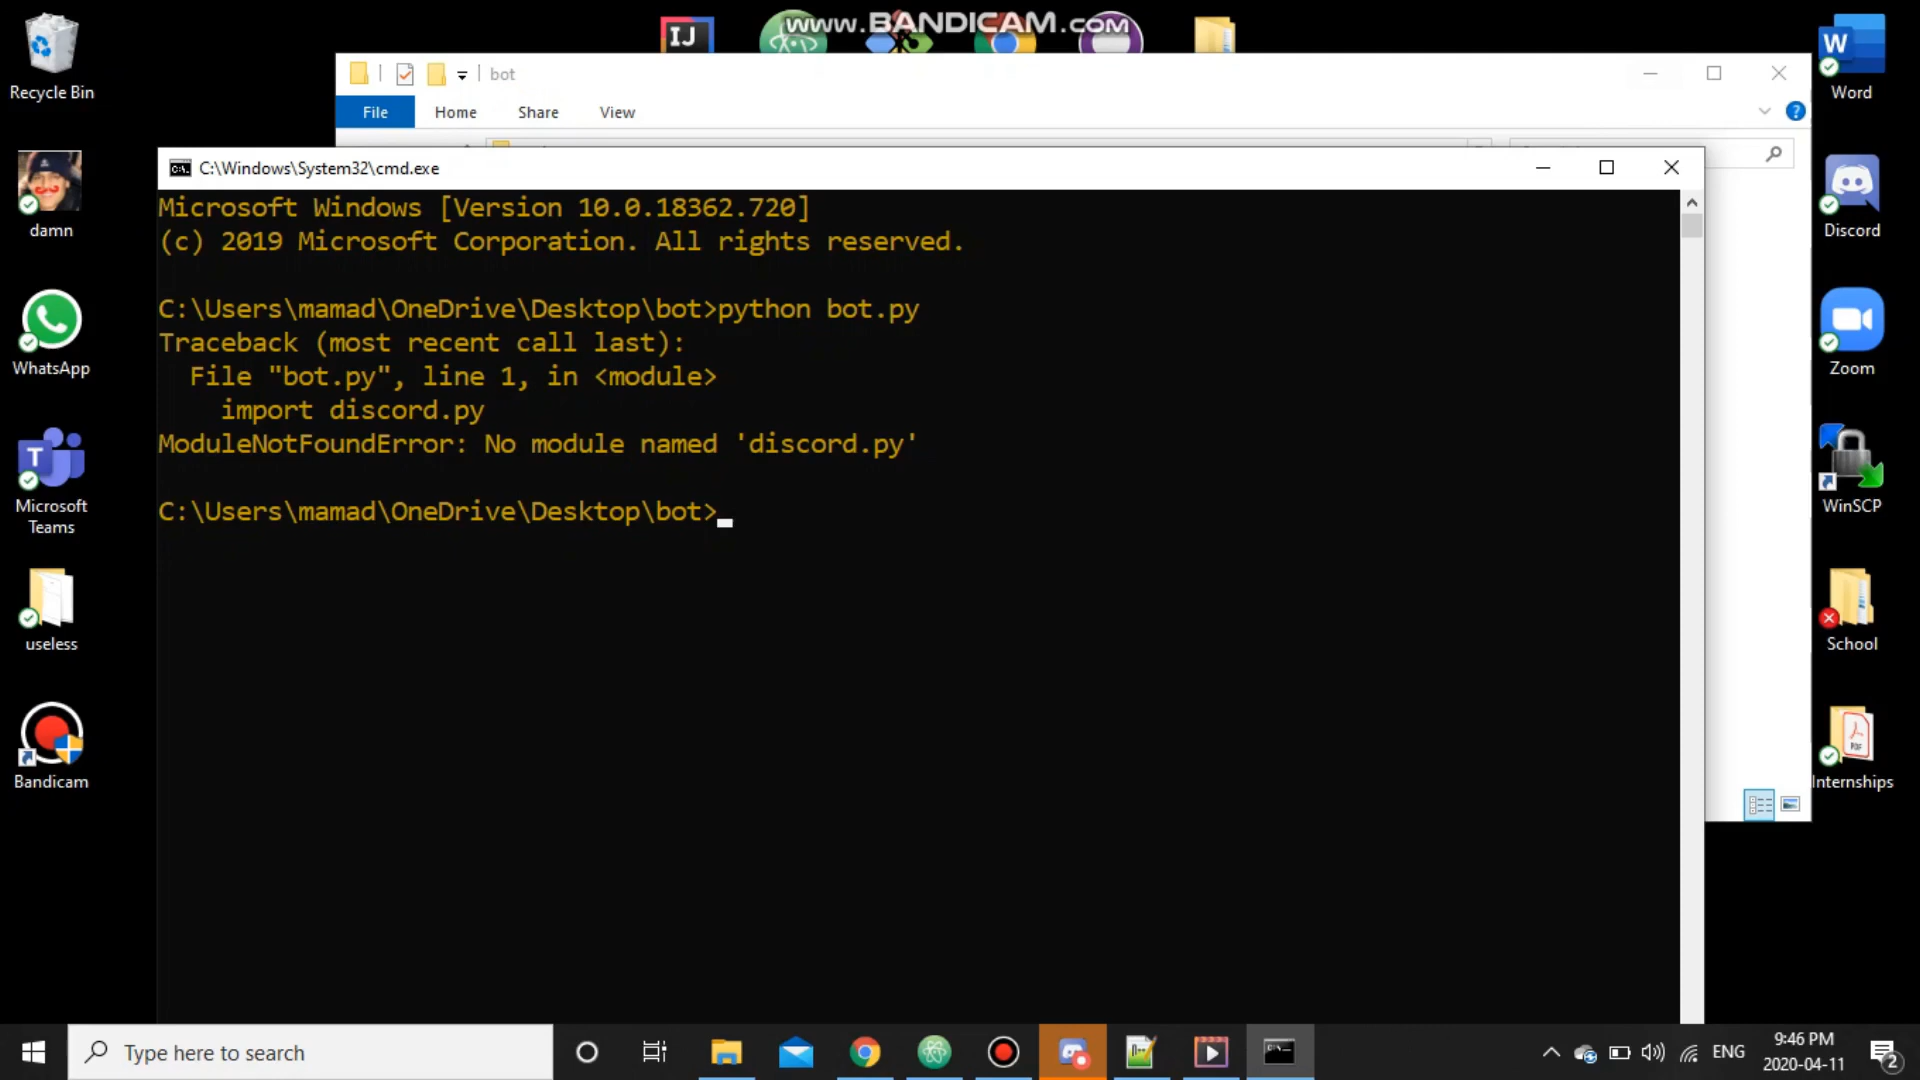 www.BANDICAM.com
IJ
bot
File Home Share View
Recycle Bin
damn
WhatsApp
T
Microsoft
Teams
useless
Bandicam
C:\Windows\System32\cmd.exe
Microsoft Windows [Version 10.0.18362.720]
(c) 2019 Microsoft Corporation. All rights reserved.
C:\Users\mamad\OneDrive\Desktop\bot>python bot.py
Traceback (most recent call last):
File "bot.py", line 1, in <module>
import discord.py
ModuleNotFoundError: No module named 'discord.py'
C:\Users\mamad\OneDrive\Desktop\bot>
W
Word
Discord
Zoom
WinSCP
School
PDF
Internships
Type here to search
ENG
9:46 PM
2020-04-11
2